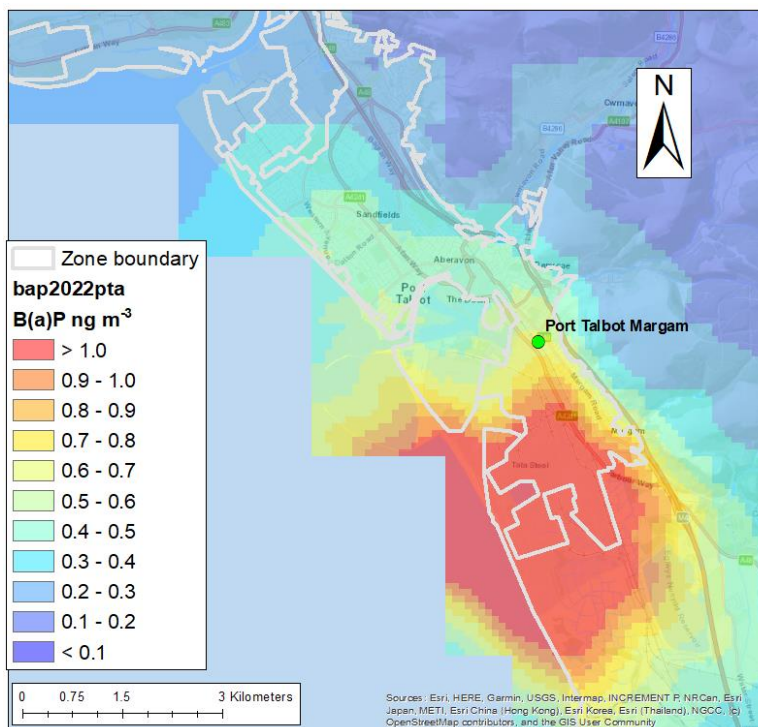 N
Sandfields
Aberavon
Port
Talbot
Port Talbot Margam
Margam Road
Tata Steel
Zone boundary
bap2022pta
B(a)P ng m-3
> 1.0
0.9 - 1.0
0.8 - 0.9
0.7 - 0.8
0.6 - 0.7
0.5 - 0.6
0.4 - 0.5
0.3 - 0.4
0.2 - 0.3
0.1 - 0.2
< 0.1
0 0.75 1.5 3 Kilometers
Sources: Esri, HERE, Garmin, USGS, Intermap, INCREMENT P, NRCan, Esri
Japan, METI, Esri China (Hong Kong), Esri Korea, Esri (Thailand), NGCC, (c)
OpenStreetMap contributors, and the GIS User Community